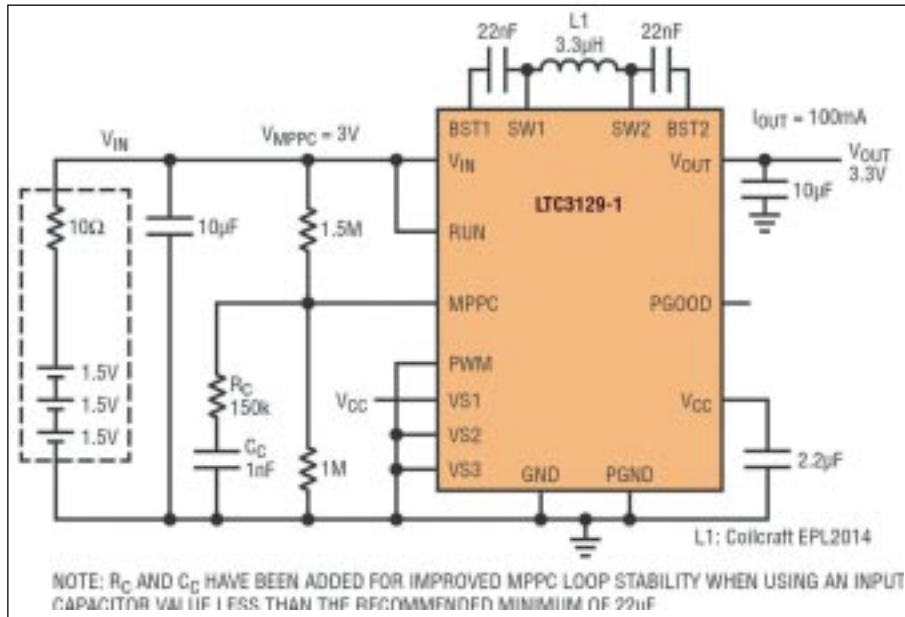 22nF
L1
3.3µH
22nF
BST1 SW1 SW2 BST2
IOUT = 100mA
VIN
VMPPC = 3V
VIN
VOUT
VOUT
3.3V
LTC3129-1
10Ω
10µF
1.5M
RUN
10µF
MPPC
PGOOD
1.5V
1.5V
1.5V
RC
150k
PWM
VCC
VS1
VCC
CC
1nF
1M
VS2
VS3
GND PGND
2.2µF
L1: Coilcraft EPL2014
NOTE: RC AND CC HAVE BEEN ADDED FOR IMPROVED MPPC LOOP STABILITY WHEN USING AN INPUT
CAPACITOR VALUE LESS THAN THE RECOMMENDED MINIMUM OF 22µF